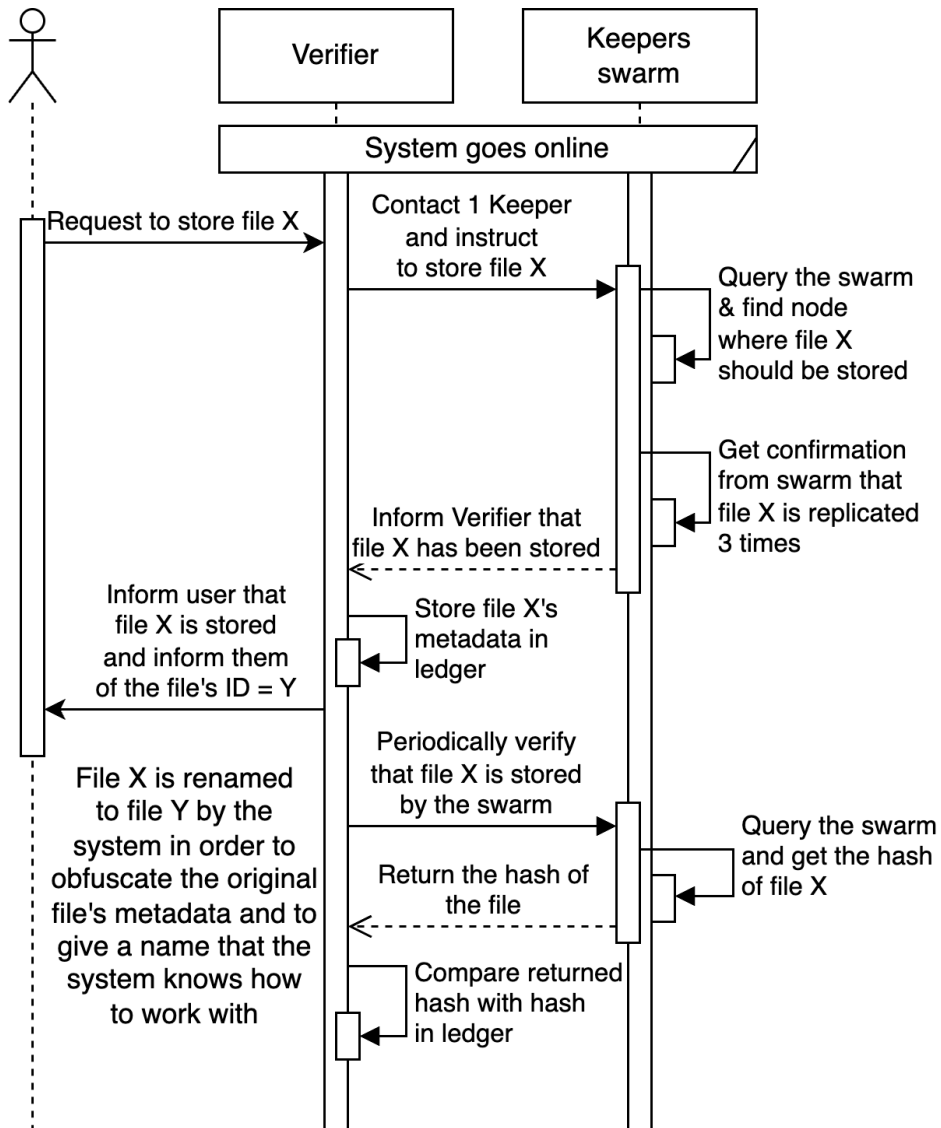 Verifier
Keepers
swarm
System goes online
Request to store file X
Contact 1 Keeper
and instruct
to store file X
Query the swarm
& find node
where file X
should be stored
Get confirmation
from swarm that
file X is replicated
3 times
Inform Verifier that
file X has been stored
Store file X's
metadata in
ledger
Inform user that
file X is stored
and inform them
of the file's ID = Y
Periodically verify
that file X is stored
by the swarm
File X is renamed
to file Y by the
system in order to
obfuscate the original
file's metadata and to
give a name that the
system knows how
to work with
Query the swarm
and get the hash
of file X
Return the hash of
the file
Compare returned
hash with hash
in ledger